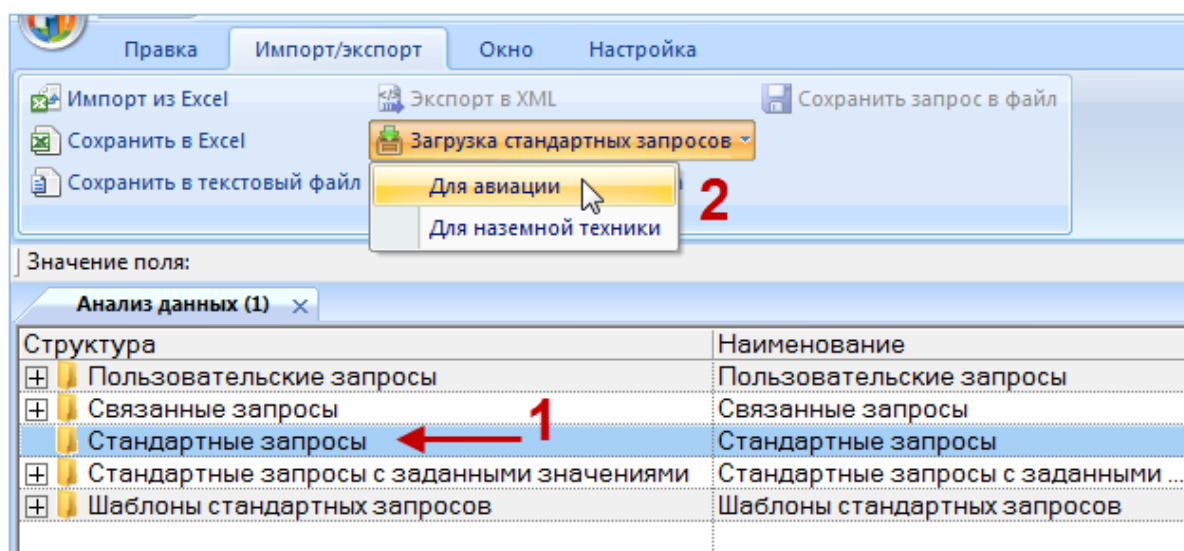 Правка Импорт/экспорт Окно Настройка
Импорт из Excel Экспорт в XML Сохранить запрос в файл
Сохранить в Excel Загрузка стандартных запросов
Сохранить в текстовый файл Для авиации 2
Для наземной техники
Значение поля:
Анализ данных (1)
Структура Наименование
Пользовательские запросы Пользовательские запросы
Связанные запросы 1 Связанные запросы
Стандартные запросы Стандартные запросы
Стандартные запросы с заданными значениями Стандартные запросы с заданными ...
Шаблоны стандартных запросов Шаблоны стандартных запросов